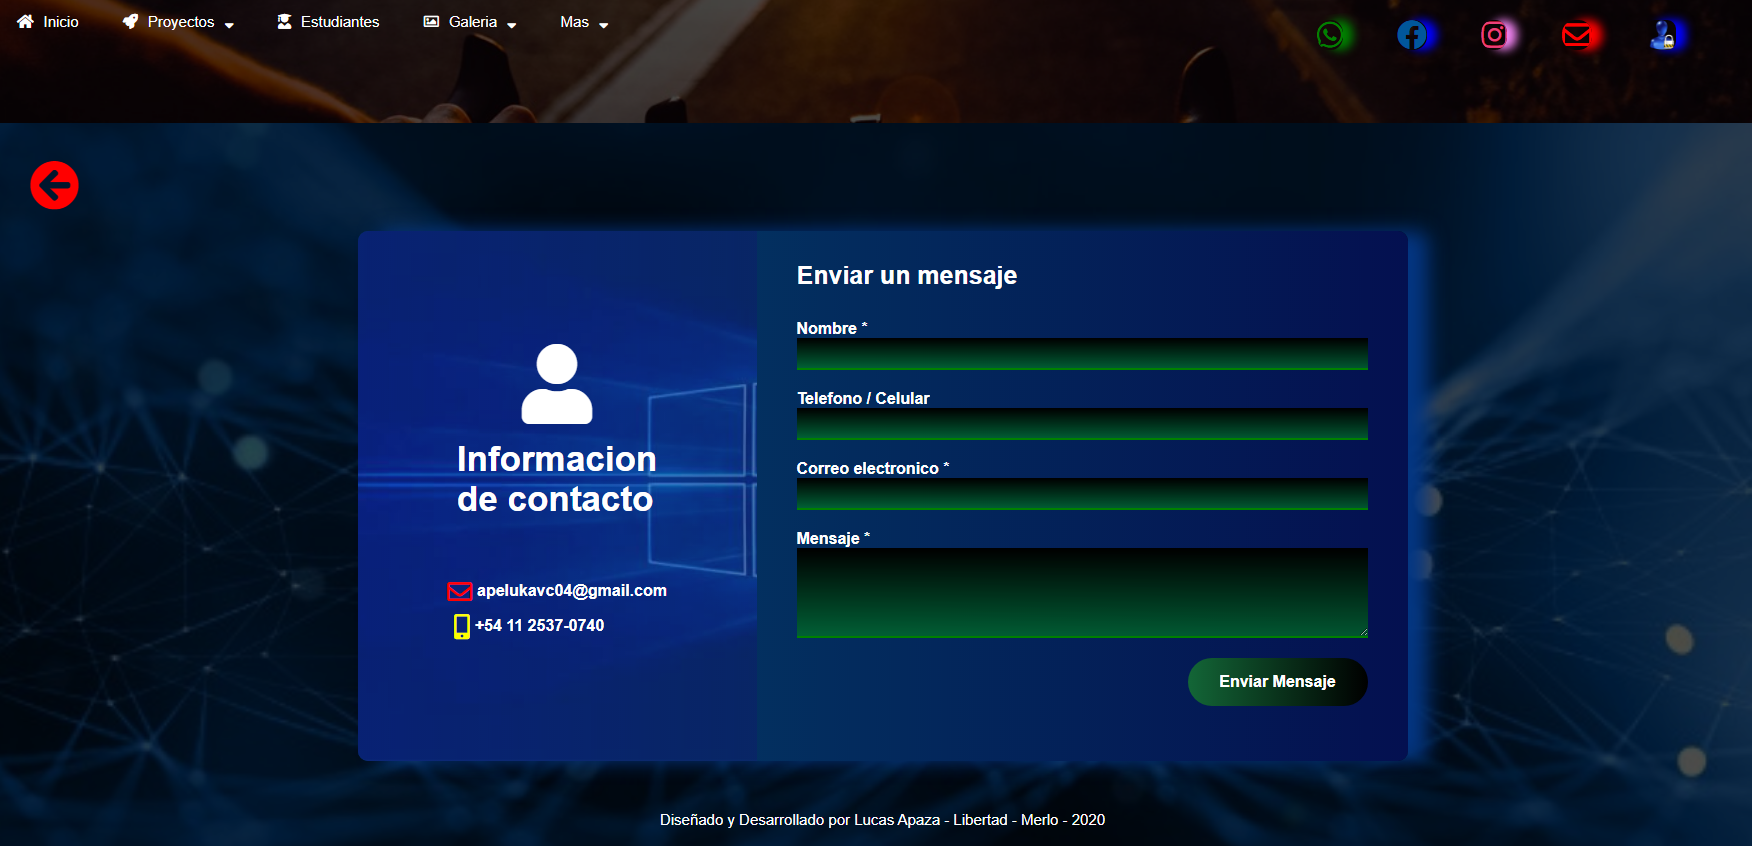 Inicio Proyectos Estudiantes Galeria Mas
Enviar un mensaje
Nombre *
Telefono / Celular
Correo electronico *
Mensaje *
Enviar Mensaje
Informacion
de contacto
apelukavc04@gmail.com
+54 11 2537-0740
Diseñado y Desarrollado por Lucas Apaza - Libertad - Merlo - 2020